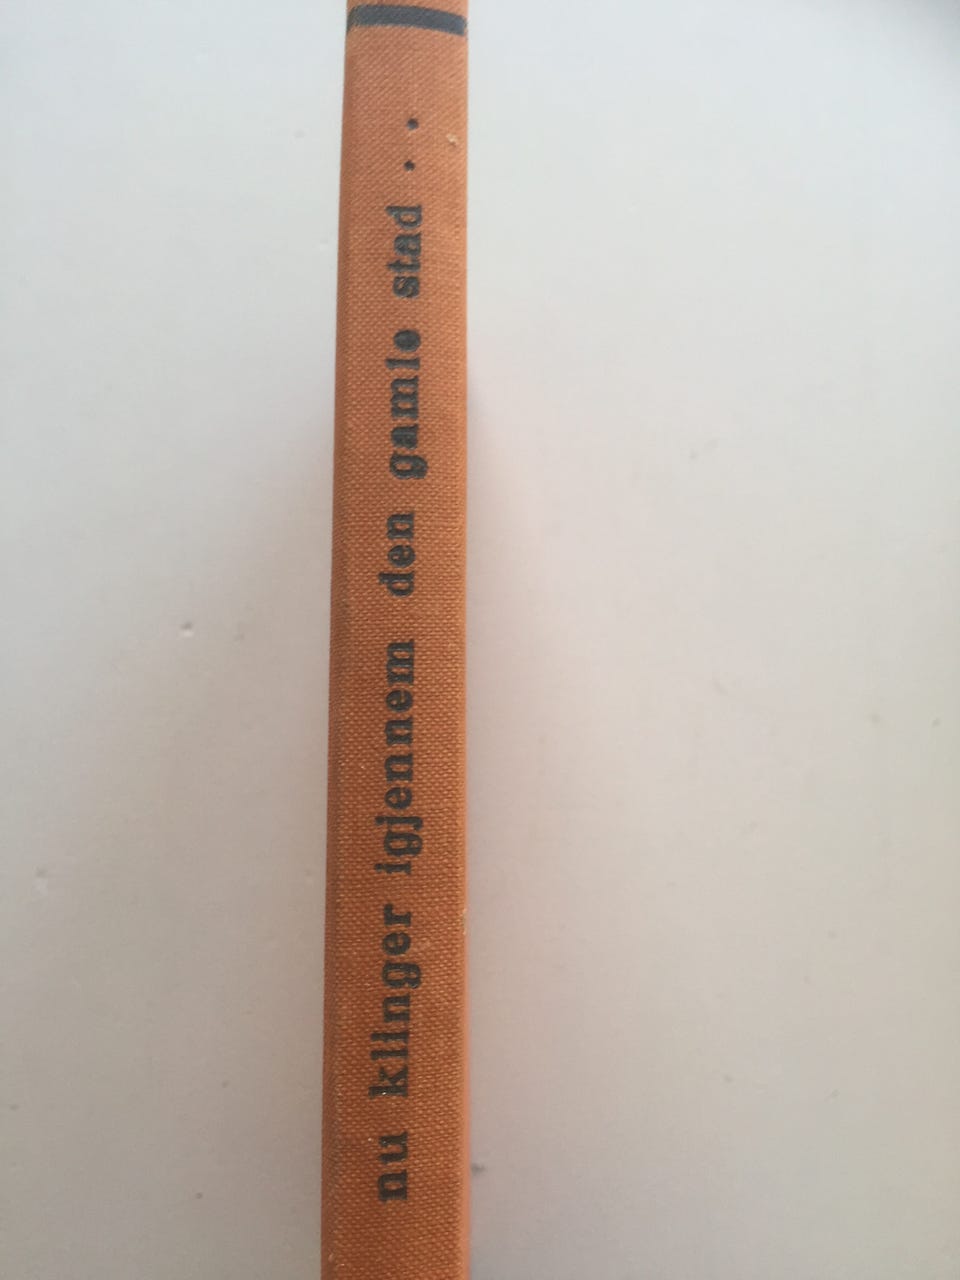 nu klinger igjennem den gamle stad . .